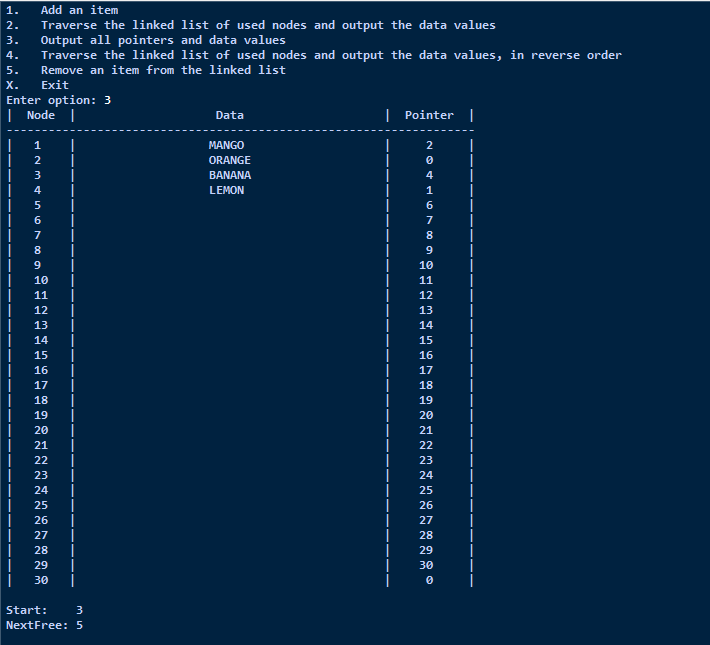 1.   Add an item
2.   Traverse the linked list of used nodes and output the data values
3.   Output all pointers and data values
4.   Traverse the linked list of used nodes and output the data values, in reverse order
5.   Remove an item from the linked list
X.   Exit
Enter option: 3
|  Node  |                    Data                    |  Pointer  |
-------------------------------------------------------------------
|   1    |                   MANGO                    |     2     |
|   2    |                   ORANGE                   |     0     |
|   3    |                   BANANA                   |     4     |
|   4    |                   LEMON                    |     1     |
|   5    |                                            |     6     |
|   6    |                                            |     7     |
|   7    |                                            |     8     |
|   8    |                                            |     9     |
|   9    |                                            |    10     |
|   10   |                                            |    11     |
|   11   |                                            |    12     |
|   12   |                                            |    13     |
|   13   |                                            |    14     |
|   14   |                                            |    15     |
|   15   |                                            |    16     |
|   16   |                                            |    17     |
|   17   |                                            |    18     |
|   18   |                                            |    19     |
|   19   |                                            |    20     |
|   20   |                                            |    21     |
|   21   |                                            |    22     |
|   22   |                                            |    23     |
|   23   |                                            |    24     |
|   24   |                                            |    25     |
|   25   |                                            |    26     |
|   26   |                                            |    27     |
|   27   |                                            |    28     |
|   28   |                                            |    29     |
|   29   |                                            |    30     |
|   30   |                                            |     0     |
Start:    3
NextFree: 5